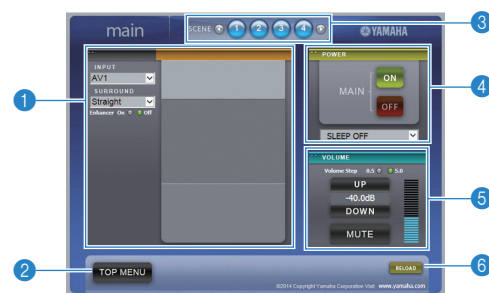 main
SCENE 1 2 3 4
YAMAHA
3
INPUT
AV1
SURROUND
Straight
Enhancer On Off
1
POWER
MAIN
ON
OFF
SLEEP OFF
4
VOLUME
Volume Step 0.5 5.0
UP
-40.0dB
DOWN
MUTE
5
2
TOP MENU
RELOAD
6
©2014 Copyright Yamaha Corporation Visit www.yamaha.com